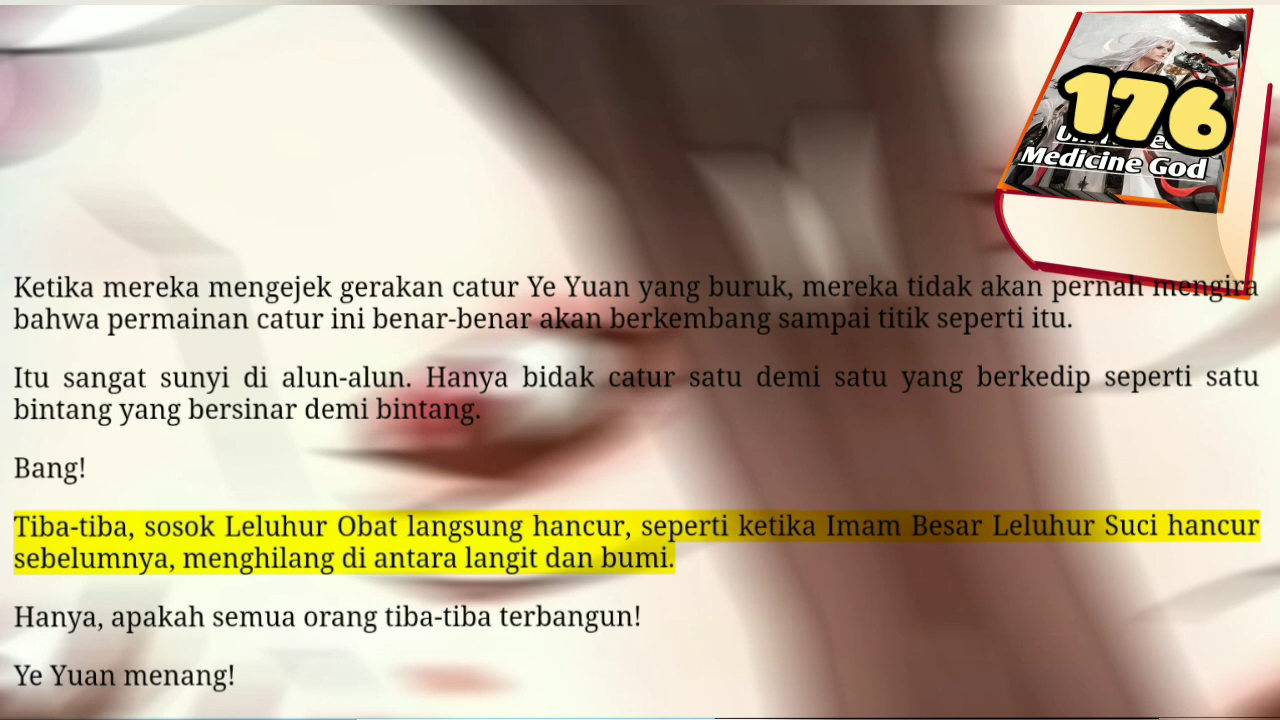 176
Medicine God
Ketika mereka mengejek gerakan catur Ye Yuan yang buruk, mereka tidak akan pernah mengira
bahwa permainan catur ini benar-benar akan berkembang sampai titik seperti itu.
Itu sangat sunyi di alun-alun. Hanya bidak catur satu demi satu yang berkedip seperti satu
bintang yang bersinar demi bintang.
Bang!
Tiba-tiba, sosok Leluhur Obat langsung hancur, seperti ketika Imam Besar Leluhur Suci hancur
sebelumnya, menghilang di antara langit dan bumi.
Hanya, apakah semua orang tiba-tiba terbangun!
Ye Yuan menang!